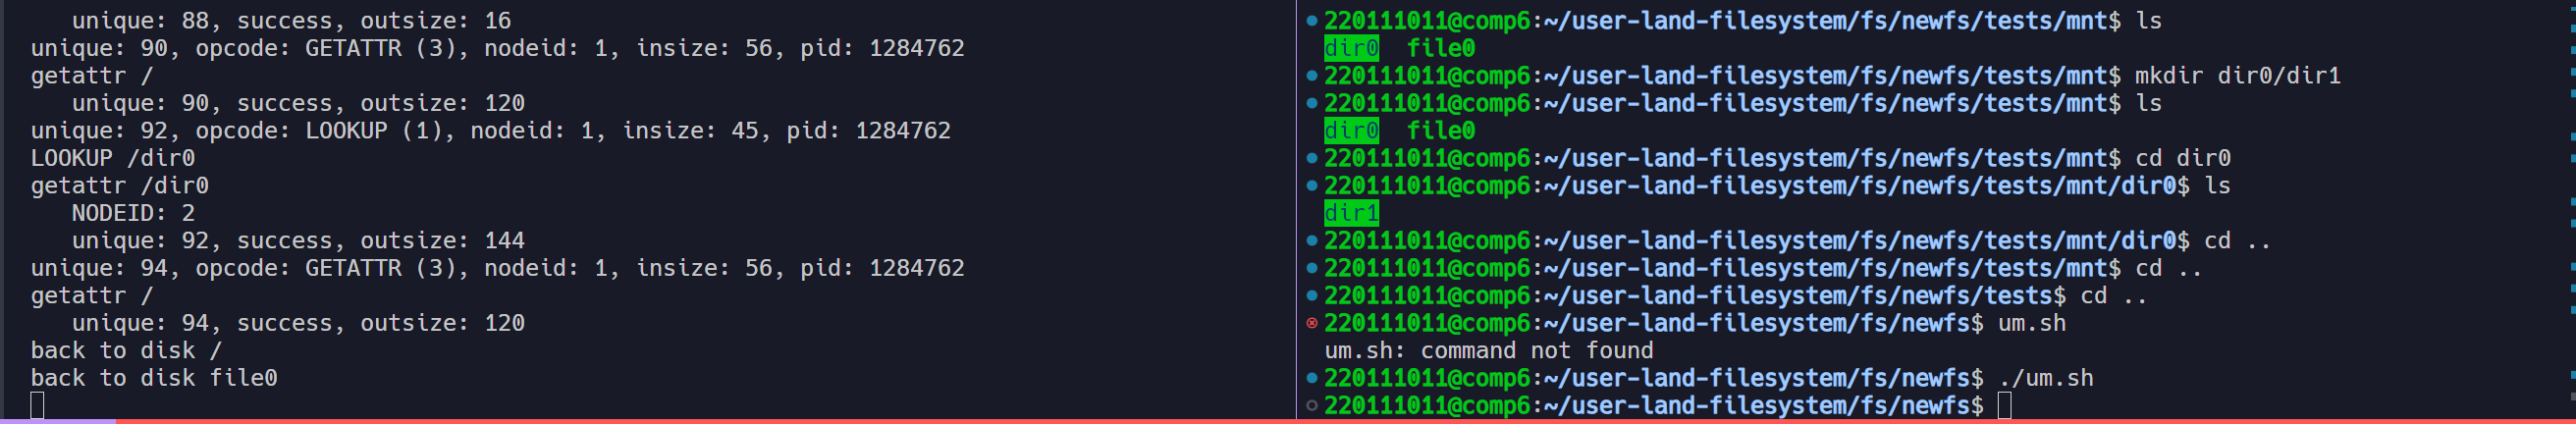 unique: 88, success, outsize: 16
unique: 90, opcode: GETATTR (3), nodeid: 1, insize: 56, pid: 1284762
getattr /
unique: 90, success, outsize: 120
unique: 92, opcode: LOOKUP (1), nodeid: 1, insize: 45, pid: 1284762
LOOKUP /dir0
getattr /dir0
NODEID: 2
unique: 92, success, outsize: 144
unique: 94, opcode: GETATTR (3), nodeid: 1, insize: 56, pid: 1284762
getattr /
unique: 94, success, outsize: 120
back to disk /
back to disk file0
220111011@comp6:~/user-land-filesystem/fs/newfs/tests/mnt$ ls
dir0 file0
220111011@comp6:~/user-land-filesystem/fs/newfs/tests/mnt$ mkdir dir0/dir1
220111011@comp6:~/user-land-filesystem/fs/newfs/tests/mnt$ ls
dir0 file0
220111011@comp6:~/user-land-filesystem/fs/newfs/tests/mnt$ cd dir0
220111011@comp6:~/user-land-filesystem/fs/newfs/tests/mnt/dir0$ ls
dir1
220111011@comp6:~/user-land-filesystem/fs/newfs/tests/mnt/dir0$ cd ..
220111011@comp6:~/user-land-filesystem/fs/newfs/tests/mnt$ cd ..
220111011@comp6:~/user-land-filesystem/fs/newfs/tests$ cd ..
220111011@comp6:~/user-land-filesystem/fs/newfs$ um.sh
um.sh: command not found
220111011@comp6:~/user-land-filesystem/fs/newfs$ ./um.sh
220111011@comp6:~/user-land-filesystem/fs/newfs$